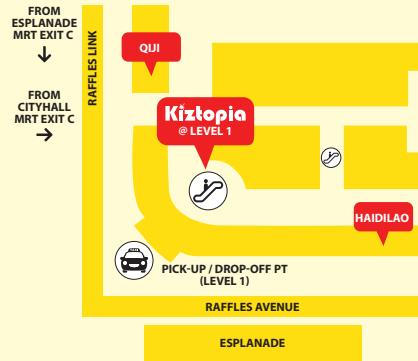 FROM
ESPLANADE
MRT EXIT C
FROM
CITYHALL
MRT EXIT C
RAFFLES LINK
QIJI
Kiztopia
@ LEVEL 1
HAIDILAO
PICK-UP / DROP-OFF PT
(LEVEL 1)
RAFFLES AVENUE
ESPLANADE